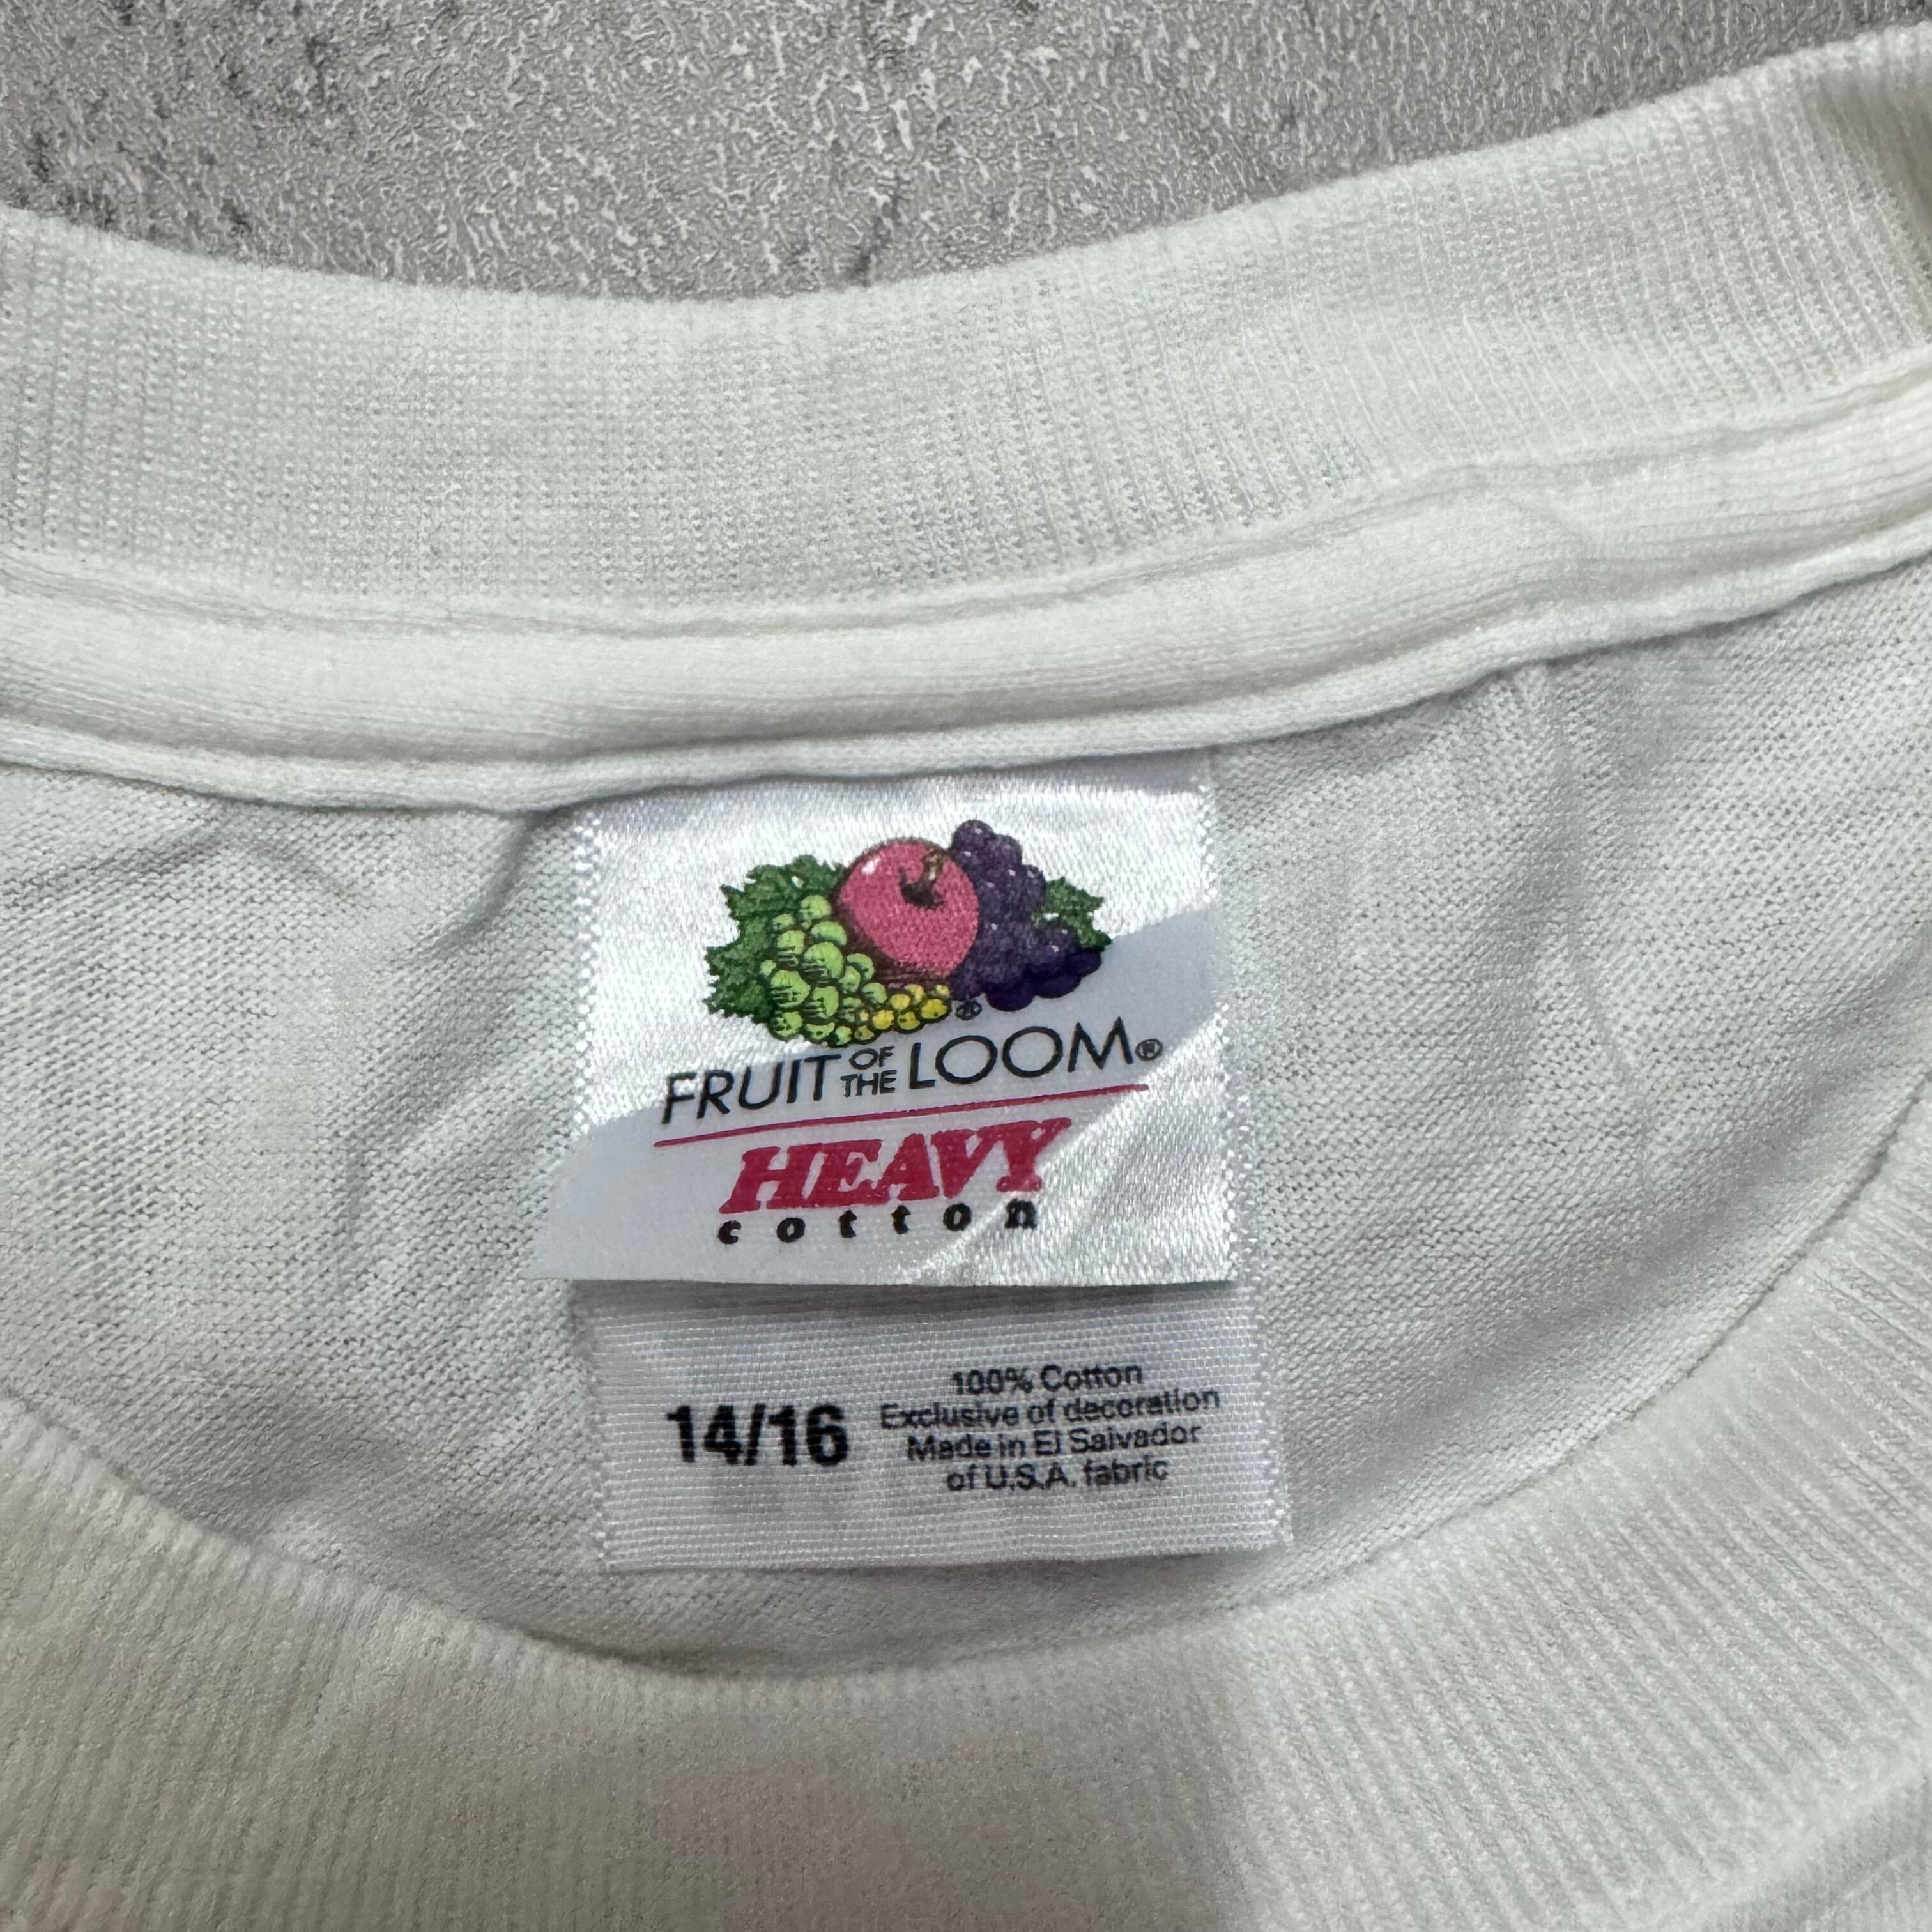 FRUIT OF THE LOOM®
HEAVY
cotton
14/16
100% Cotton
Exclusive of decoration
Made in El Salvador
of U.S.A. fabric